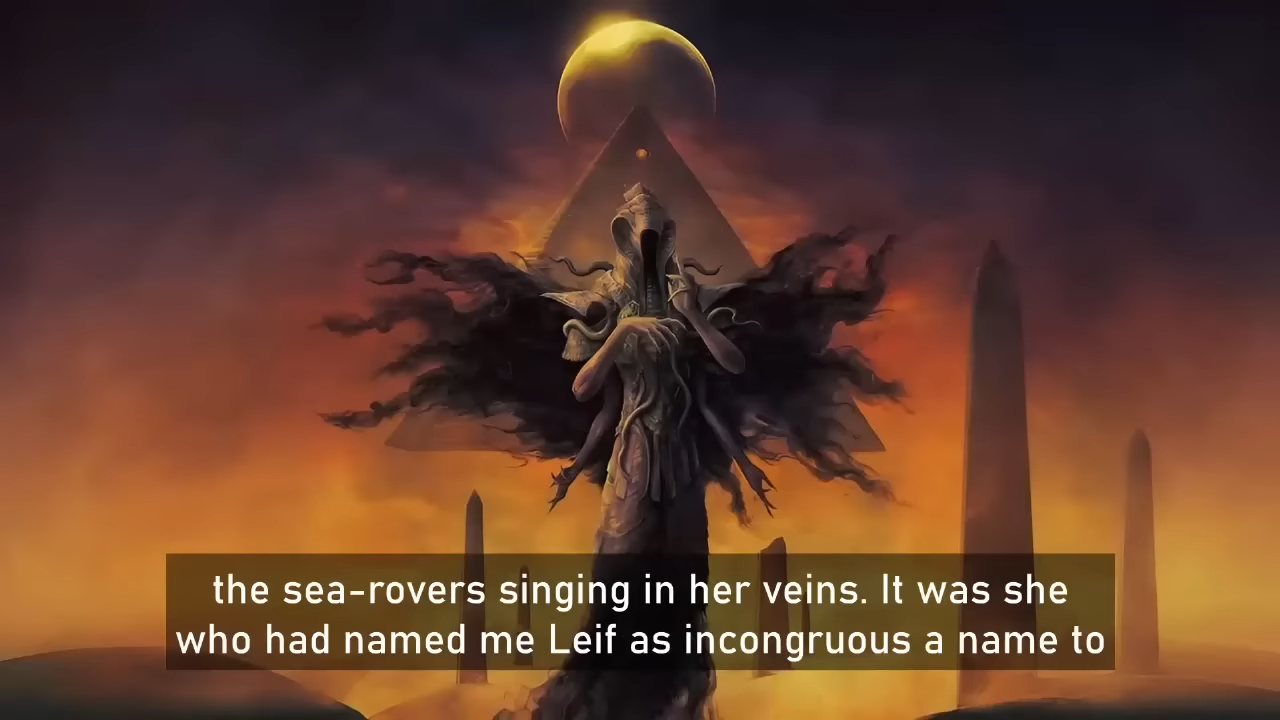 the sea-rovers singing in her veins. It was she
who had named me Leif as incongruous a name to